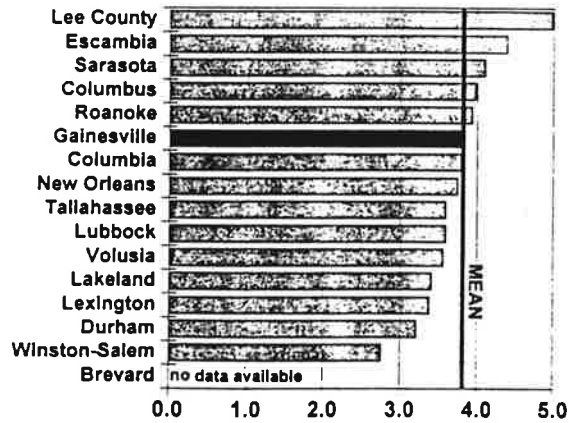 Lee County
Escambia
Sarasota
Columbus
Roanoke
Gainesville
Columbia
New Orleans
Tallahassee
Lubbock
Volusia
Lakeland
Lexington
Durham
Winston-Salem
Brevard no data available
MEAN
0.0 1.0 2.0 3.0 4.0 5.0